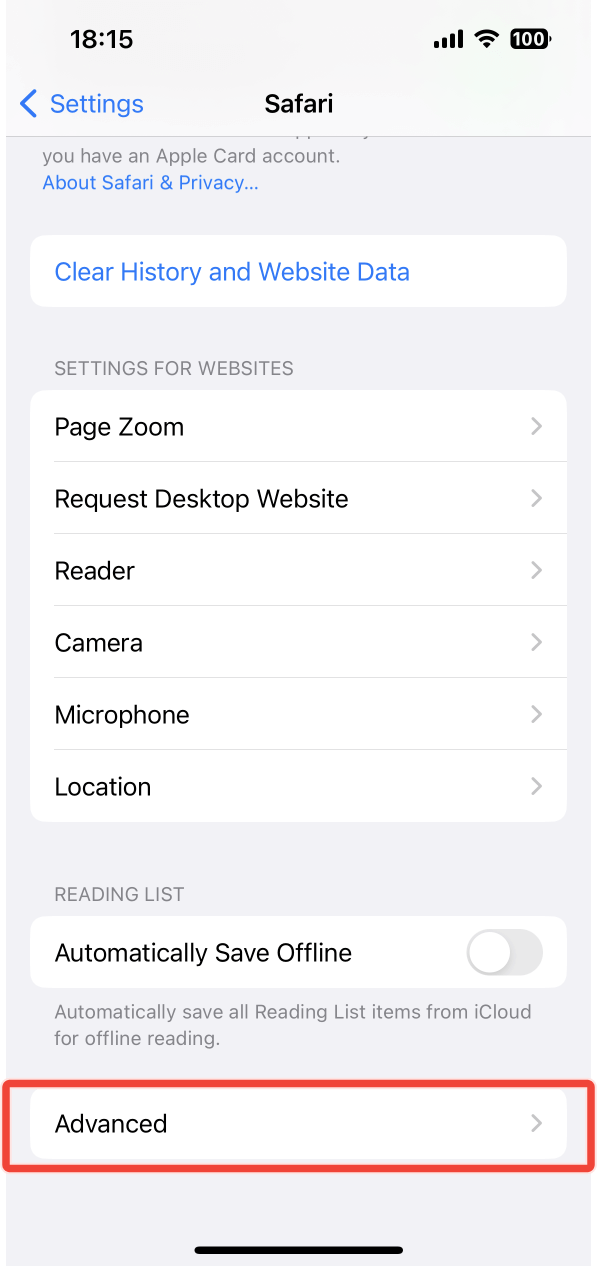 18:15
100
Settings
Safari
you have an Apple Card account.
About Safari & Privacy...
Clear History and Website Data
SETTINGS FOR WEBSITES
Page Zoom
Request Desktop Website
Reader
Camera
Microphone
Location
READING LIST
Automatically Save Offline
Automatically save all Reading List items from iCloud
for offline reading.
Advanced